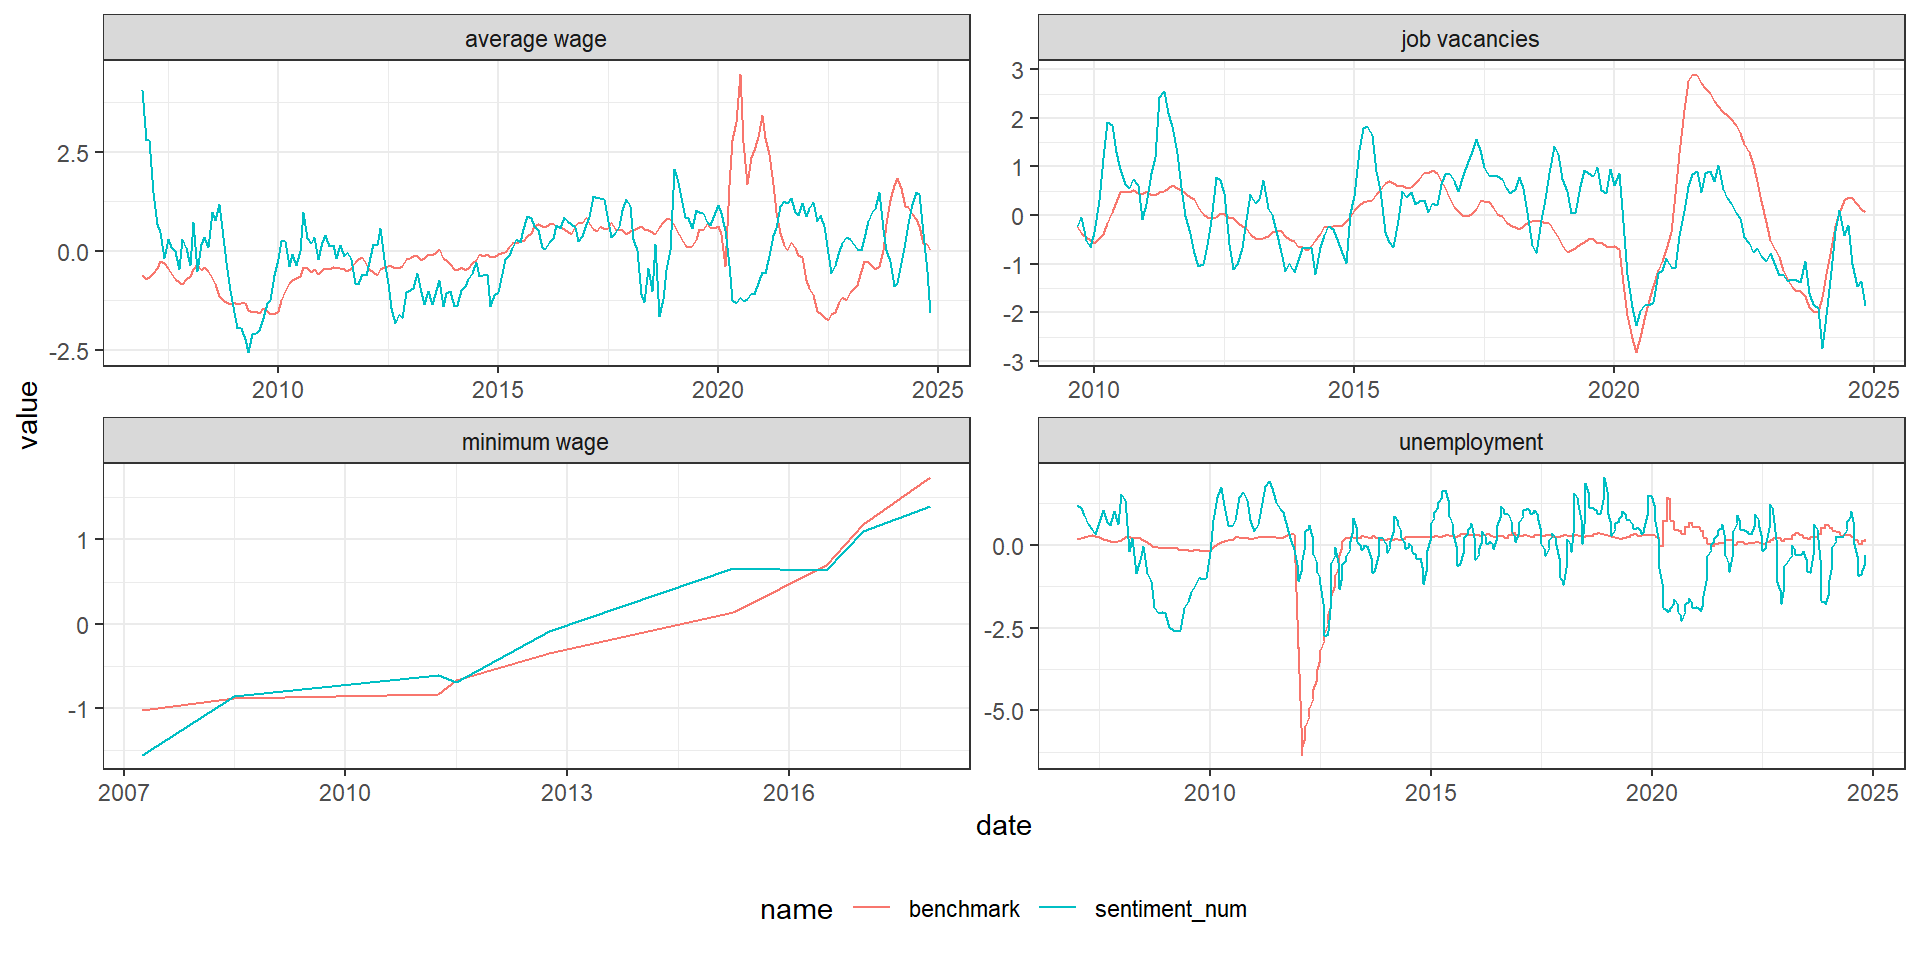 average wage
job vacancies
2.5
0.0
-2.5
3
2
1
0
-1
-2
-3
2010 2015 2020 2025
2010 2015 2020 2025
minimum wage
unemployment
1
0
-1
0.0
-2.5
-5.0
2007 2010 2013 2016
2010 2015 2020 2025
value
date
name benchmark sentiment_num